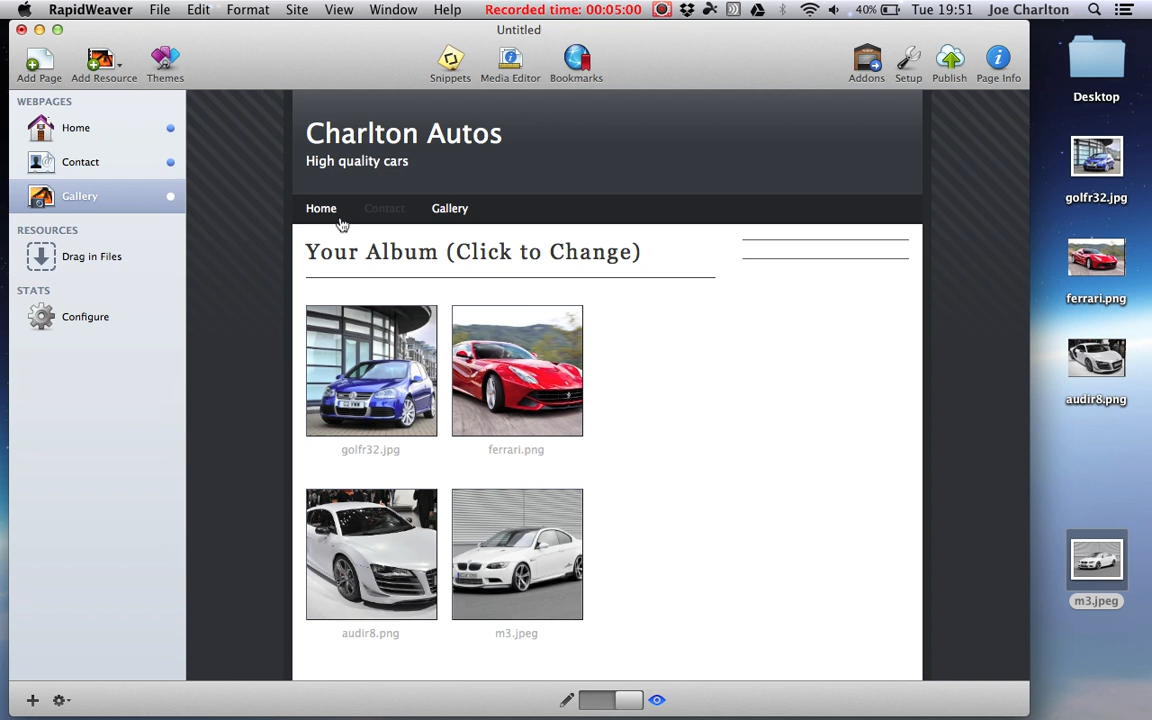 RapidWeaver File Edit Format Site View Window Help Recorded time: 00:05:00 40% Tue 19:51 Joe Charlton
Untitled
Add Page Add Resource Themes Snippets Media Editor Bookmarks Addons Setup Publish Page Info
WEBPAGES
Home
Contact
Gallery
RESOURCES
Drag in Files
STATS
Configure
Charlton Autos
High quality cars
Home Contact Gallery
Your Album (Click to Change)
golfr32.jpg ferrari.png
audir8.png m3.jpeg
Desktop
golfr32.jpg
ferrari.png
audir8.png
m3.jpeg